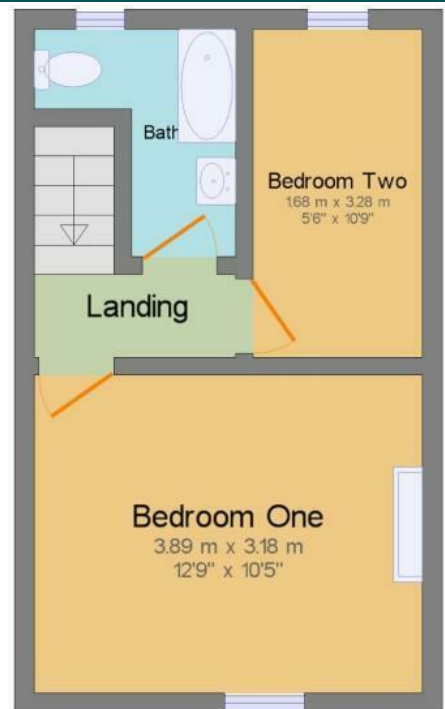 Bath
Bedroom Two
1.68 m x 3.28 m
5'6" x 10'9"
Landing
Bedroom One
3.89 m x 3.18 m
12'9" x 10'5"